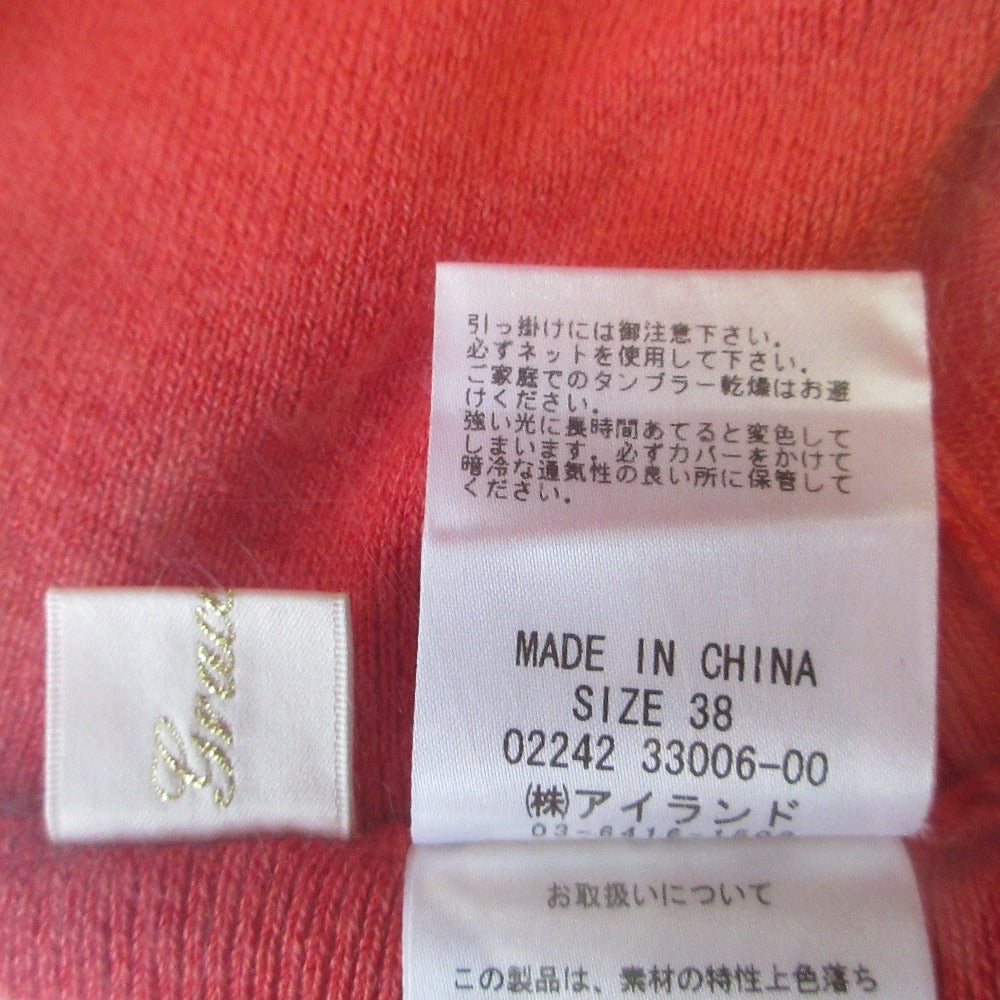 引っ掛けには御注意下さい。
必ずネットを使用して下さい。
ご家庭でのタンブラー乾燥はお避
けください。
強い光に長時間あてると変色して
しまいます。必ずカバーをかけて
暗冷な通気性の良い所に保管して
ください。
MADE IN CHINA
SIZE 38
02242 33006-00
(株)アイランド
お取扱いについて
この製品は、素材の特性上色落ち